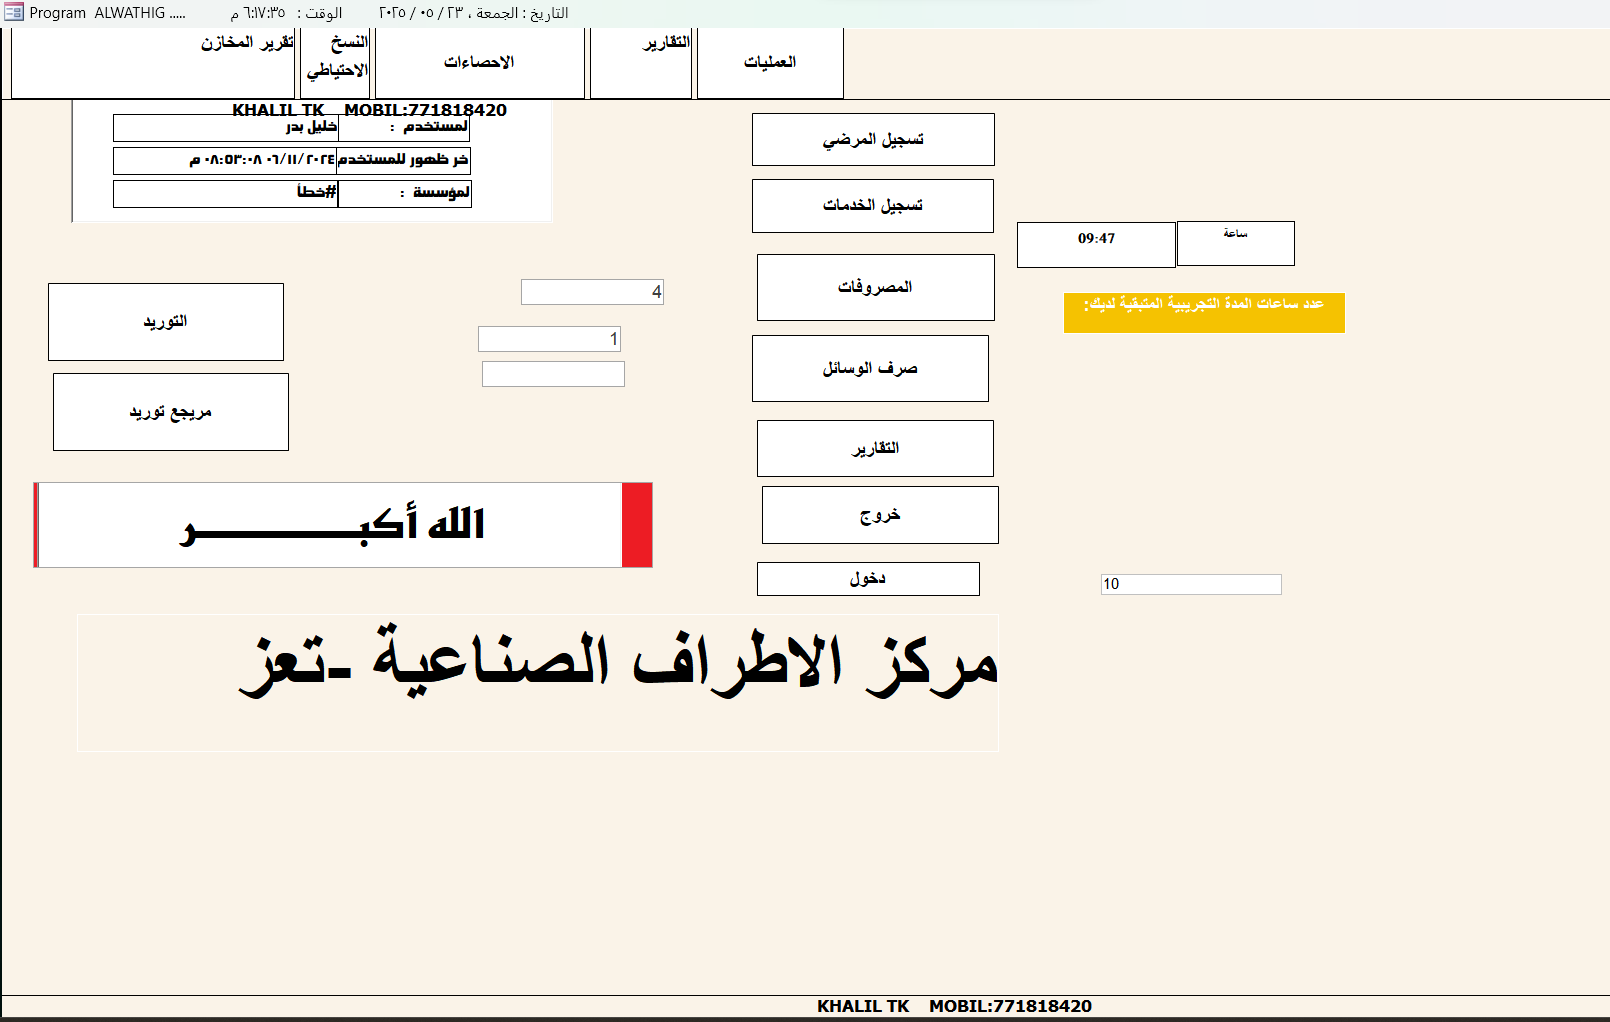 Program ALWATHIG .....
الوقت : ٦:١٧:٣٥ م
التاريخ : الجمعة ، ٢٣ / ٠٥ / ٢٠٢٥
العمليات
التقارير
الاحصاءات
النسخ
الاحتياطي
تقرير المخازن
KHALIL TK MOBIL:771818420
لمستخدم :
خليل بدر
خر ظهور للمستخدم
٠٦/١١/٢٠٢٤ ٠٨:٥٣:٠٨ م
لمؤسسة :
#خطأ
تسجيل المرضي
تسجيل الخدمات
ساعة
09:47
المصروفات
عدد ساعات المدة التجريبية المتبقية لديك:
4
التوريد
1
صرف الوسائل
مريجع توريد
التقارير
خروج
الله أكبـــــــــــر
دخول
10
مركز الاطراف الصناعية -تعز
KHALIL TK MOBIL:771818420